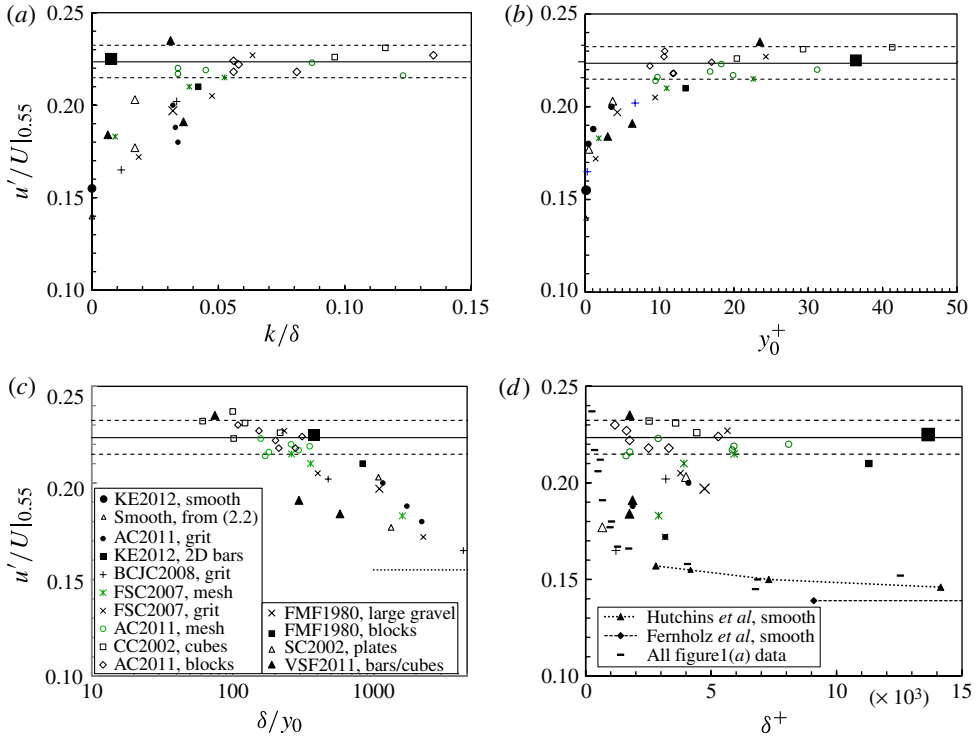 (a)
0.25
0.20
0.15
0.10
u′/U|0.55
0
0.05
0.10
0.15
k/δ
(b)
0.25
0.20
0.15
0.10
0
10
20
30
40
50
y0+
(c)
0.25
0.20
0.15
0.10
u′/U|0.55
KE2012, smooth
Smooth, from (2.2)
AC2011, grit
KE2012, 2D bars
BCJC2008, grit
FSC2007, mesh
FSC2007, grit
AC2011, mesh
CC2002, cubes
AC2011, blocks
FMF1980, large gravel
FMF1980, blocks
SC2002, plates
VSF2011, bars/cubes
10
100
1000
δ/y0
(d)
0.25
0.20
0.15
0.10
Hutchins et al, smooth
Fernholz et al, smooth
All figure1(a) data
0
5
10
15
(× 10³)
δ+